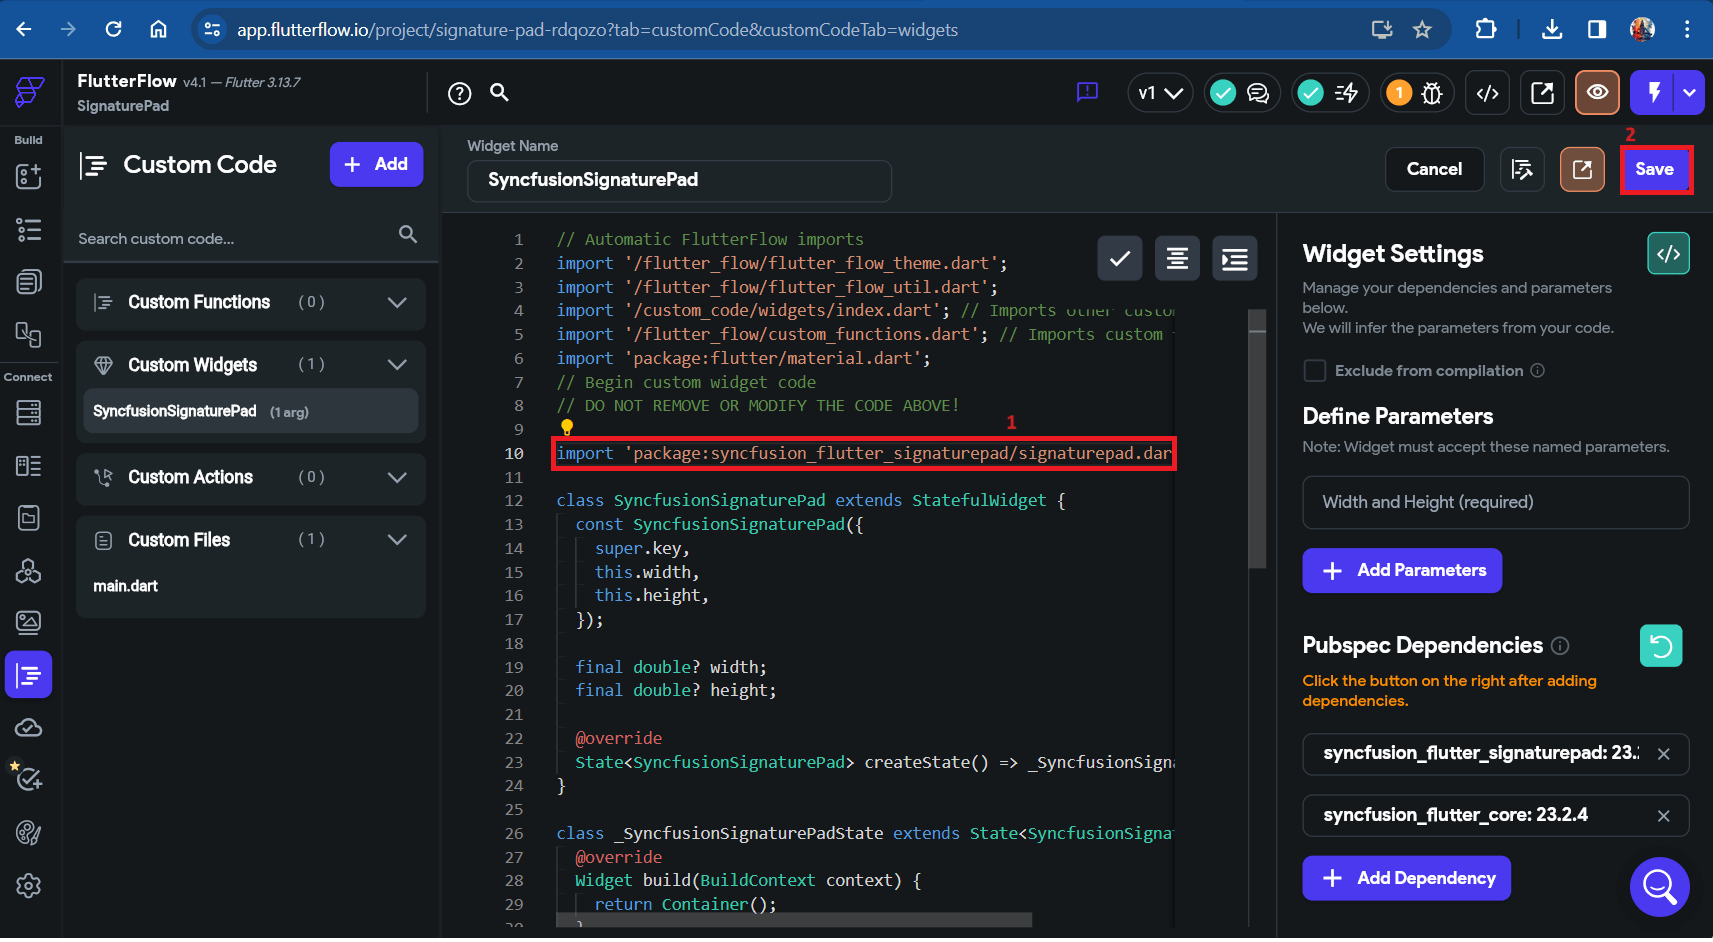 app.flutterflow.io/project/signature-pad-rdqozo?tab=customCode&customCodeTab=widgets
FlutterFlow v4.1 — Flutter 3.13.7
SignaturePad
v1
1
Build
Connect
Custom Code
+ Add
Search custom code...
Custom Functions (0)
Custom Widgets (1)
SyncfusionSignaturePad (1 arg)
Custom Actions (0)
Custom Files (1)
main.dart
Widget Name
SyncfusionSignaturePad
Cancel
2
Save
1 // Automatic FlutterFlow imports
2 import '/flutter_flow/flutter_flow_theme.dart';
3 import '/flutter_flow/flutter_flow_util.dart';
4 import '/custom_code/widgets/index.dart'; // Imports other custo
5 import '/flutter_flow/custom_functions.dart'; // Imports custom
6 import 'package:flutter/material.dart';
7 // Begin custom widget code
8 // DO NOT REMOVE OR MODIFY THE CODE ABOVE!
1
9
10 import 'package:syncfusion_flutter_signaturepad/signaturepad.dar
11
12 class SyncfusionSignaturePad extends StatefulWidget {
13 const SyncfusionSignaturePad({
14 super.key,
15 this.width,
16 this.height,
17 });
18
19 final double? width;
20 final double? height;
21
22 @override
23 State<SyncfusionSignaturePad> createState() => _SyncfusionSigna
24 }
25
26 class _SyncfusionSignaturePadState extends State<SyncfusionSigna
27 @override
28 Widget build(BuildContext context) {
29 return Container();
Widget Settings
</>
Manage your dependencies and parameters
below.
We will infer the parameters from your code.
Exclude from compilation
Define Parameters
Note: Widget must accept these named parameters.
Width and Height (required)
+ Add Parameters
Pubspec Dependencies
Click the button on the right after adding
dependencies.
syncfusion_flutter_signaturepad: 23.
syncfusion_flutter_core: 23.2.4
+ Add Dependency